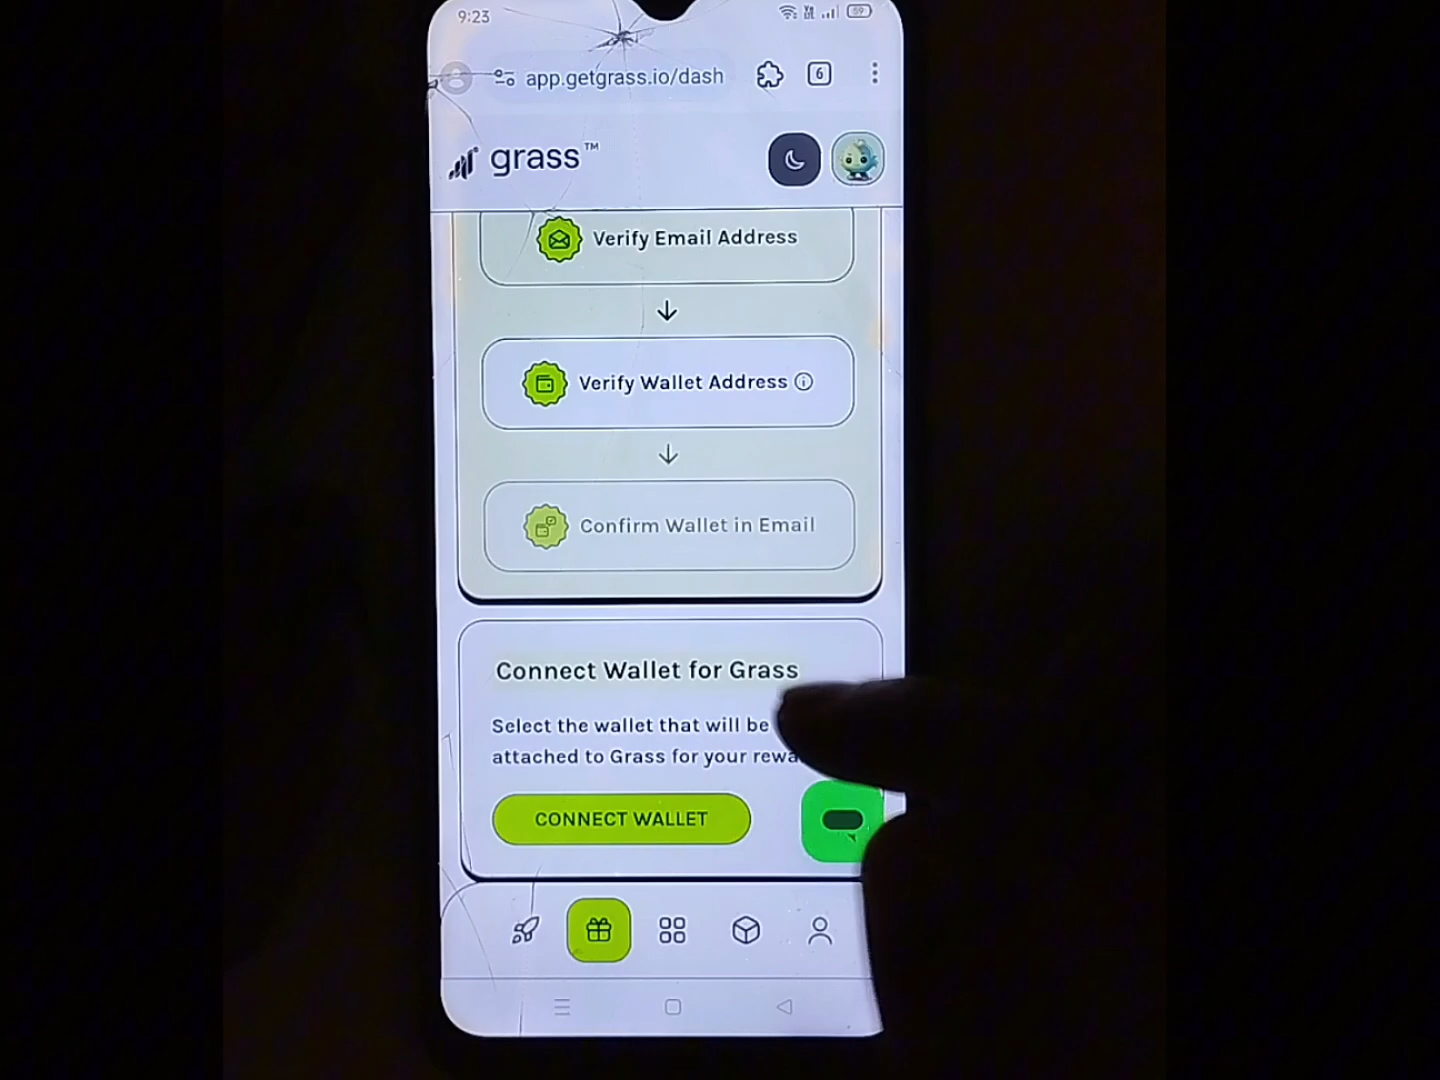 9:23
59
app.getgrass.io/dash
6
grass™
Verify Email Address
Verify Wallet Address
Confirm Wallet in Email
Connect Wallet for Grass
Select the wallet that will be
attached to Grass for your rewa
CONNECT WALLET